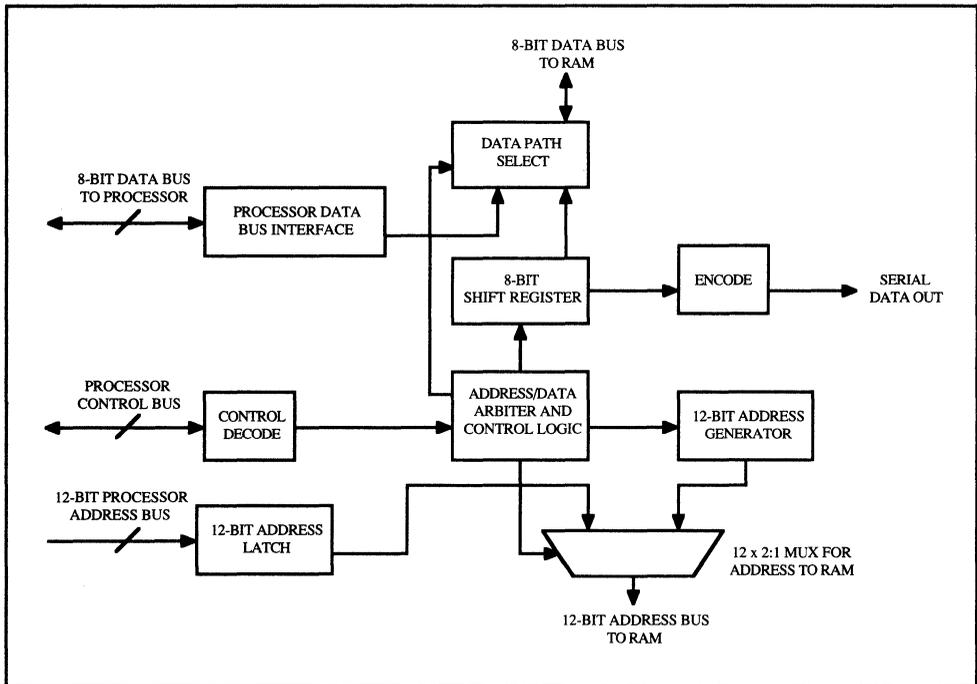 8-BIT DATA BUS
TO RAM
DATA PATH
SELECT
8-BIT DATA BUS
TO PROCESSOR
PROCESSOR DATA
BUS INTERFACE
8-BIT
SHIFT REGISTER
ENCODE
SERIAL
DATA OUT
PROCESSOR
CONTROL BUS
CONTROL
DECODE
ADDRESS/DATA
ARBITER AND
CONTROL LOGIC
12-BIT ADDRESS
GENERATOR
12-BIT PROCESSOR
ADDRESS BUS
12-BIT ADDRESS
LATCH
12 x 2:1 MUX FOR
ADDRESS TO RAM
12-BIT ADDRESS BUS
TO RAM